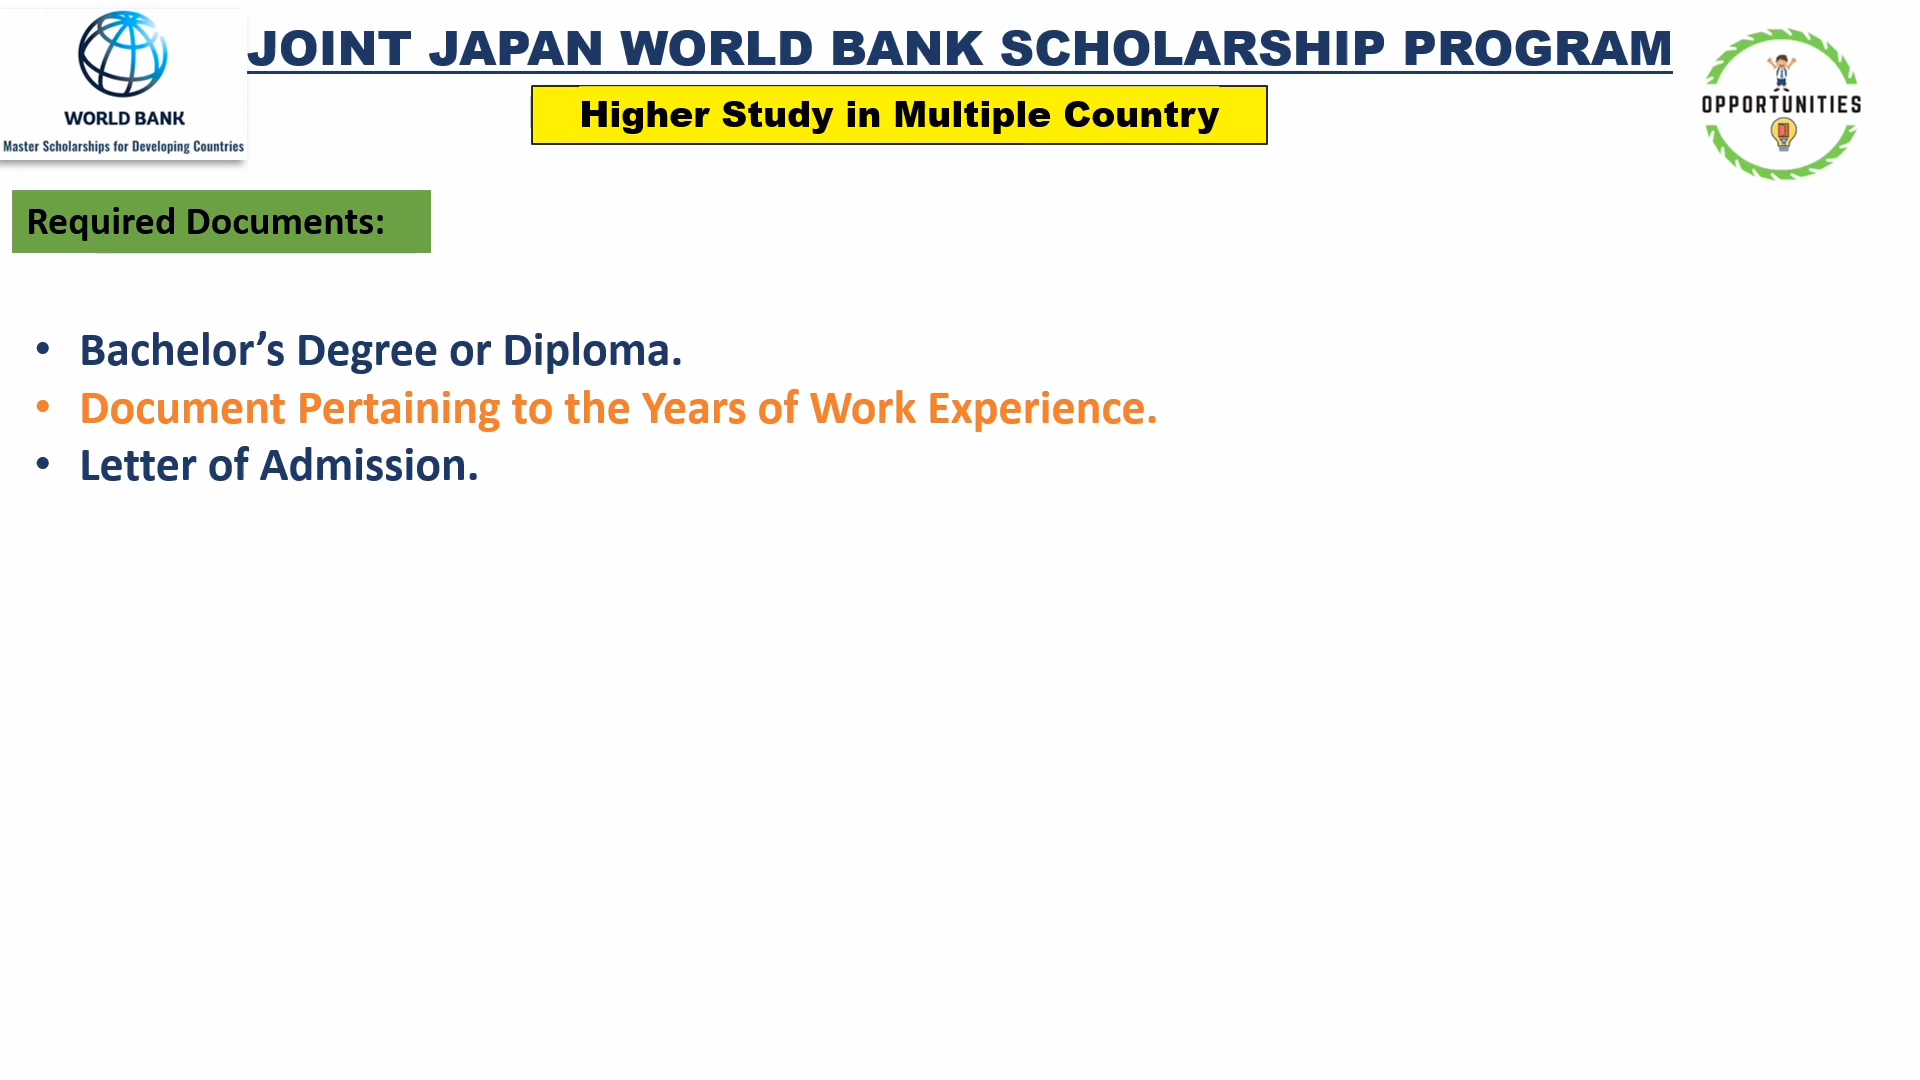 JOINT JAPAN WORLD BANK SCHOLARSHIP PROGRAM
Higher Study in Multiple Country
WORLD BANK
Master Scholarships for Developing Countries
OPPORTUNITIES
Required Documents:
• Bachelor’s Degree or Diploma.
• Document Pertaining to the Years of Work Experience.
• Letter of Admission.